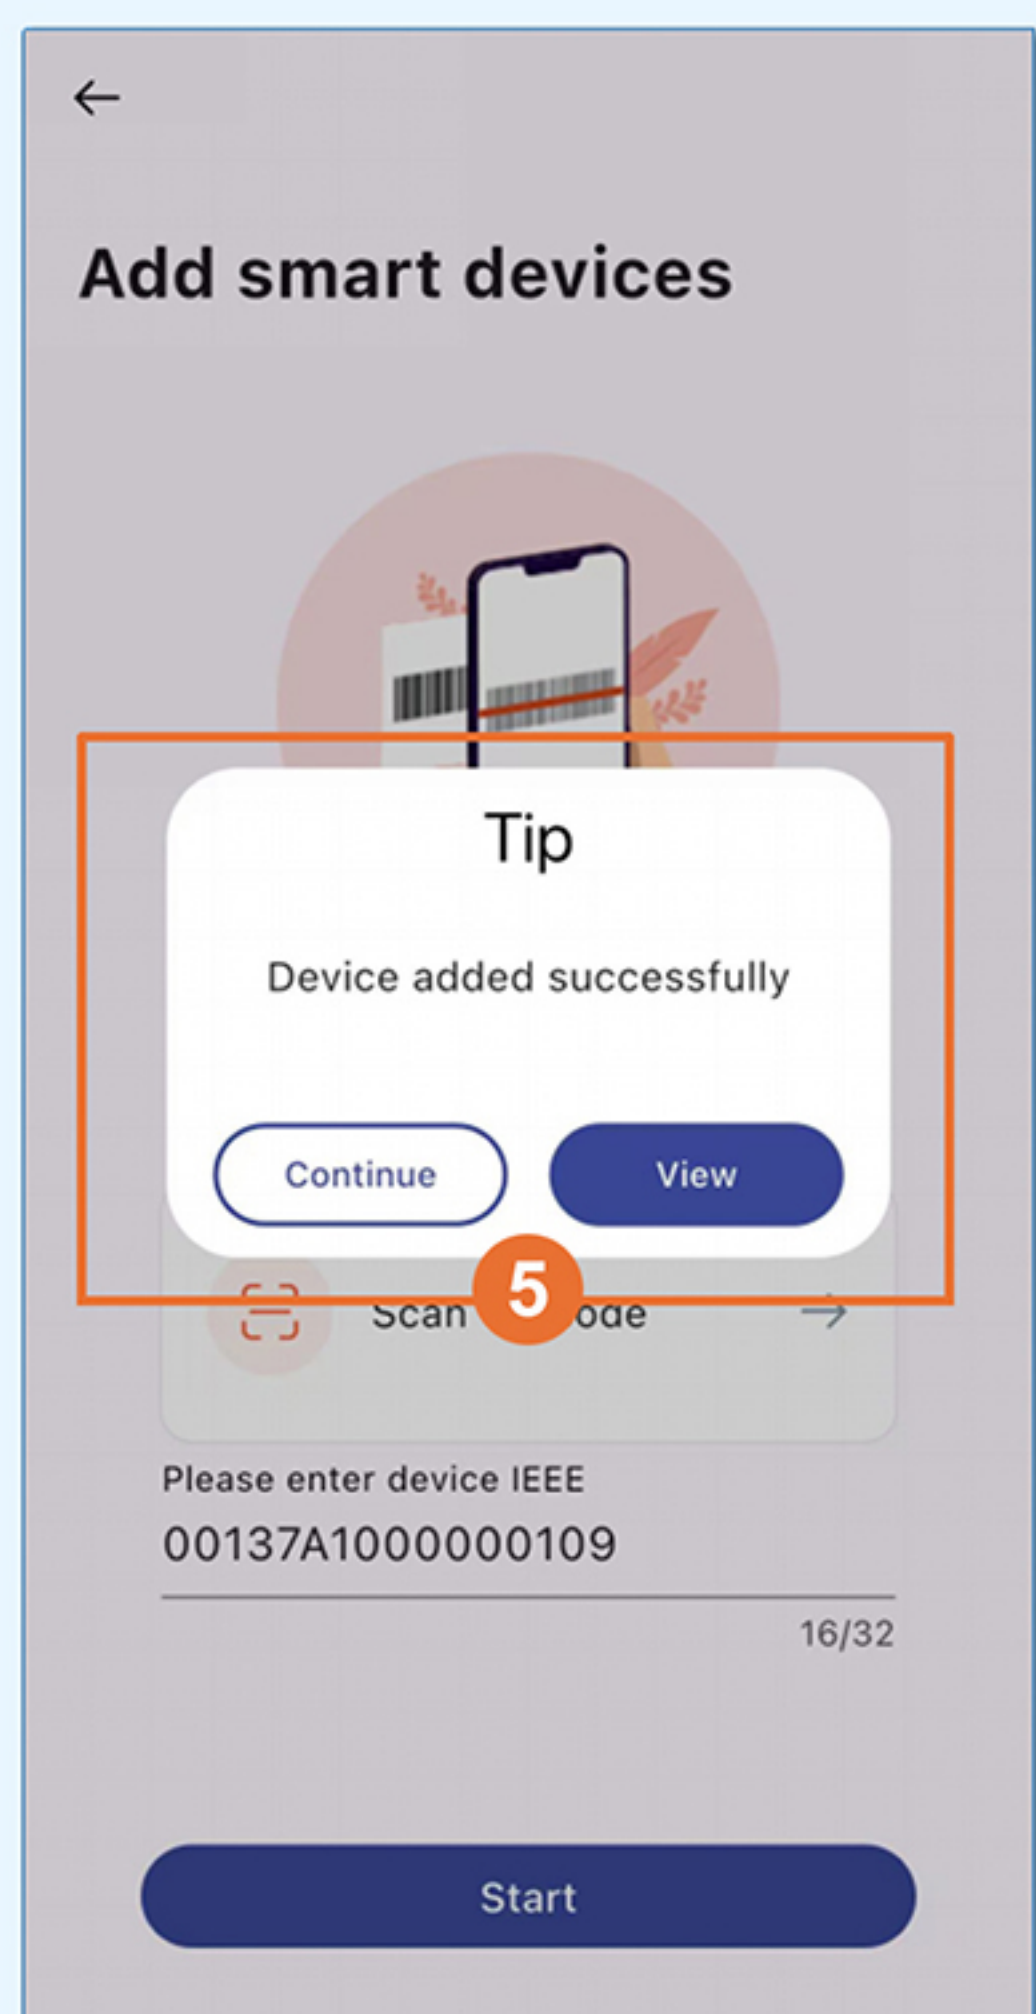 Add smart devices
Tip
Device added successfully
Continue
View
5
Scan ode
Please enter device IEEE
00137A1000000109
16/32
Start